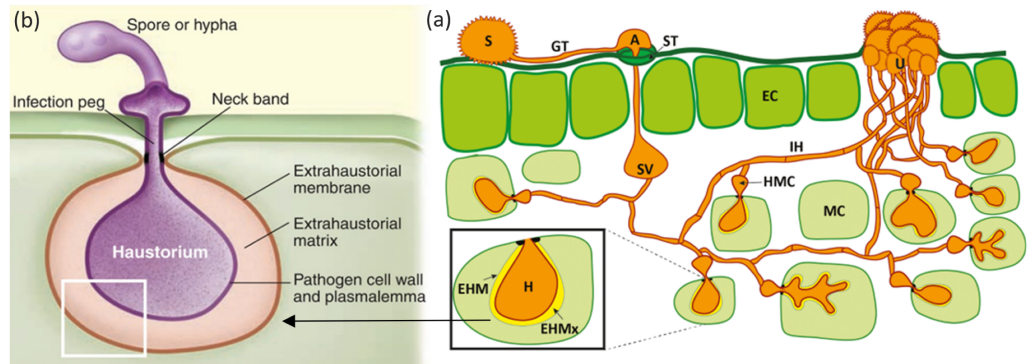 (b)
Spore or hypha
Infection peg
Neck band
Extrahaustorial
membrane
Extrahaustorial
matrix
Haustorium
Pathogen cell wall
and plasmalemma
(a)
S
GT
A
ST
U
EC
IH
SV
HMC
MC
EHM
H
EHMx